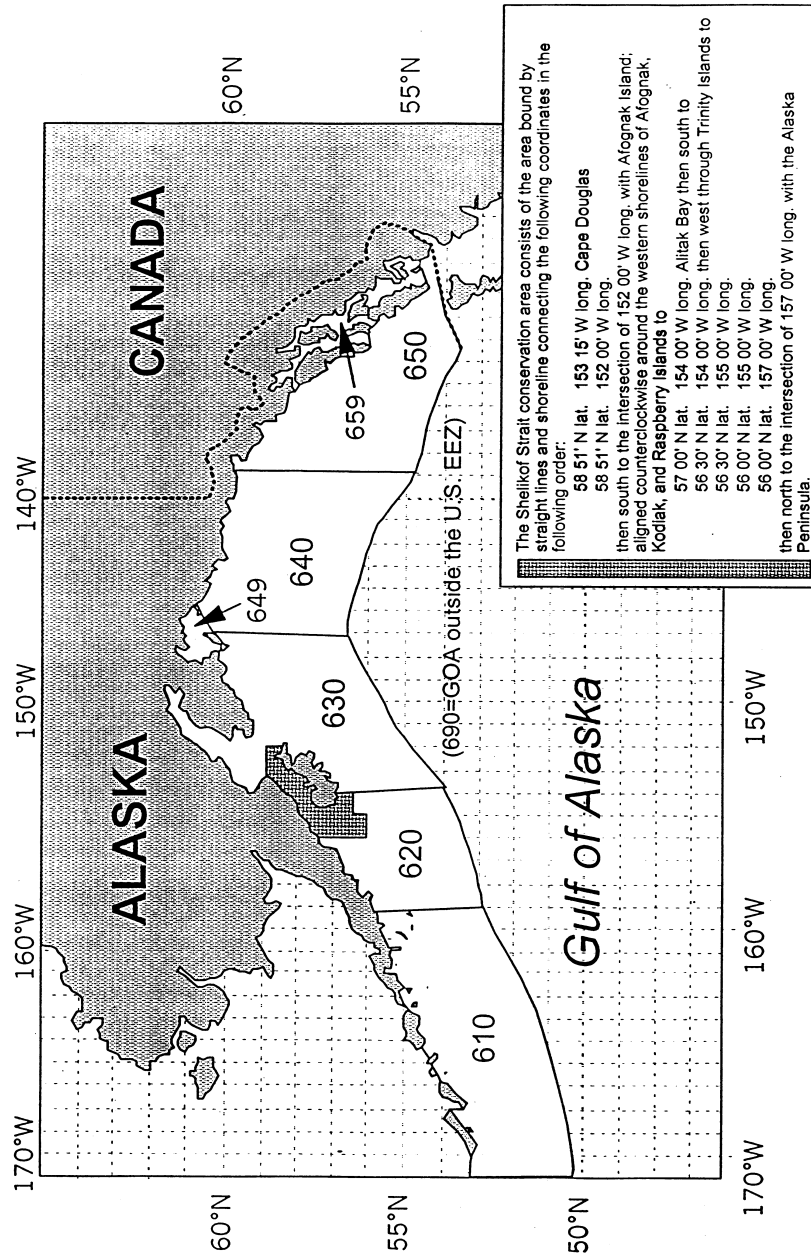 170°W
160°W
150°W
140°W
ALASKA
CANADA
60°N
60°N
649
659
640
650
630
620
610
55°N
55°N
(690=GOA outside the U.S. EEZ)
Gulf of Alaska
50°N
170°W
160°W
150°W
The Shelikof Strait conservation area consists of the area bound by
straight lines and shoreline connecting the following coordinates in the
following order:
58 51' N lat. 153 15' W long. Cape Douglas
58 51' N lat. 152 00' W long.
then south to the intersection of 152 00' W long. with Afognak Island;
aligned counterclockwise around the western shorelines of Afognak,
Kodiak, and Raspberry Islands to
57 00' N lat. 154 00' W long. Alitak Bay then south to
56 30' N lat. 154 00' W long. then west through Trinity Islands to
56 30' N lat. 155 00' W long.
56 00' N lat. 155 00' W long.
56 00' N lat. 157 00' W long.
then north to the intersection of 157 00' W long. with the Alaska
Peninsula.